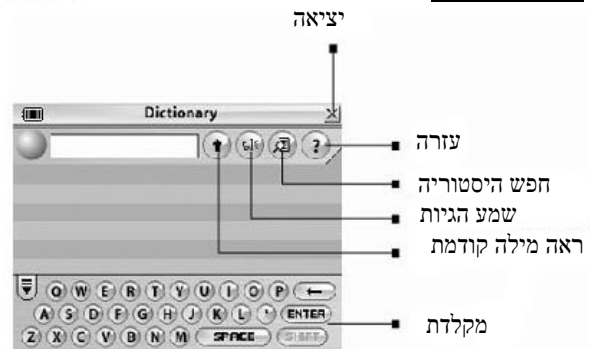 יציאה
Dictionary
עזרה
חפש היסטוריה
שמע הגיות
ראה מילה קודמת
?
Q W E R T Y U I O P ←
A S D F G H J K L ' ENTER
Z X C V B N M SPACE SHIFT
מקלדת